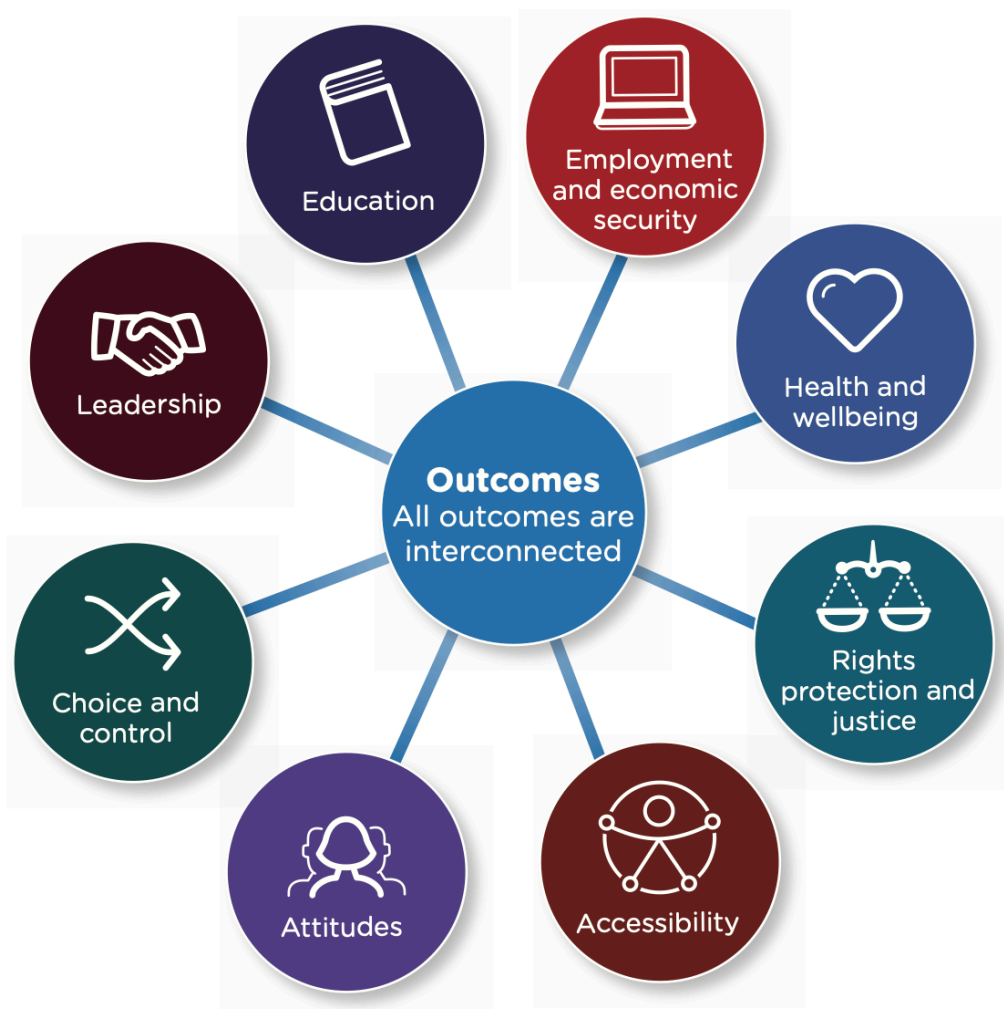 Education
Employment
and economic
security
Health and
wellbeing
Rights
protection and
justice
Accessibility
Attitudes
Choice and
control
Leadership
Outcomes
All outcomes are
interconnected